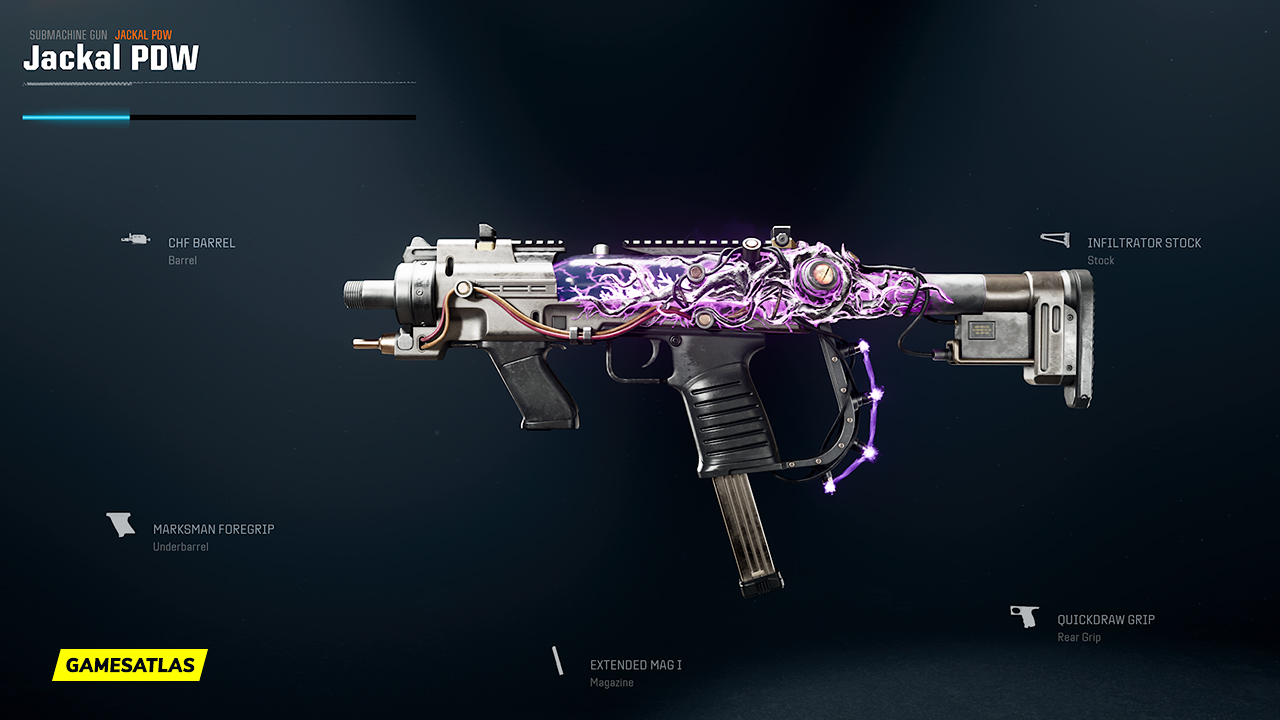 SUBMACHINE GUN JACKAL PDW
Jackal PDW
CHF BARREL
Barrel
INFILTRATOR STOCK
Stock
MARKSMAN FOREGRIP
Underbarrel
QUICKDRAW GRIP
Rear Grip
EXTENDED MAG I
Magazine
GAMESATLAS